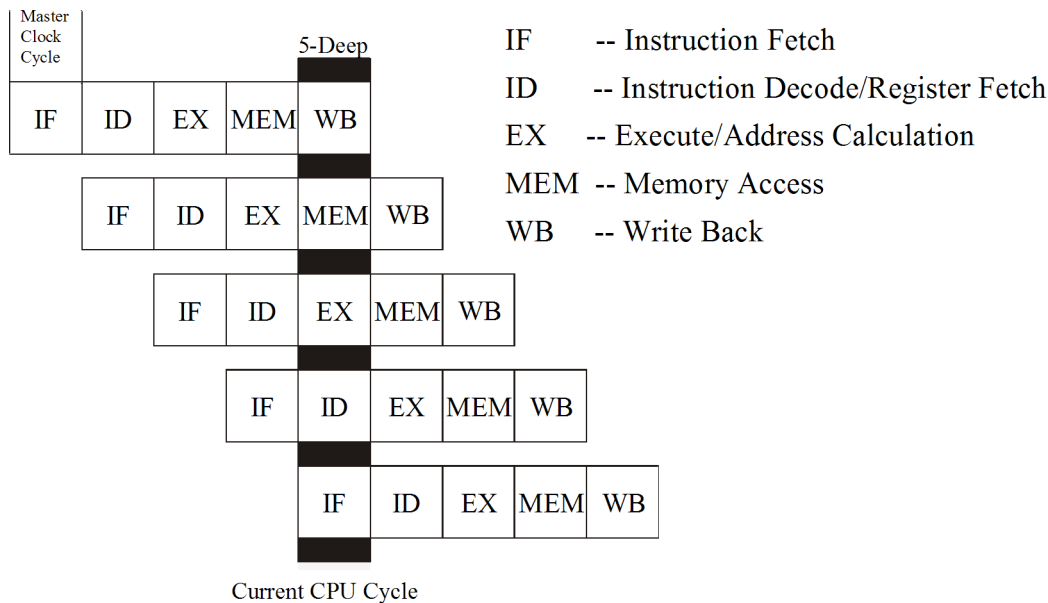 Master
Clock
Cycle
5-Deep
IF ID EX MEM WB
IF ID EX MEM WB
IF ID EX MEM WB
IF ID EX MEM WB
IF ID EX MEM WB
Current CPU Cycle
IF -- Instruction Fetch
ID -- Instruction Decode/Register Fetch
EX -- Execute/Address Calculation
MEM -- Memory Access
WB -- Write Back